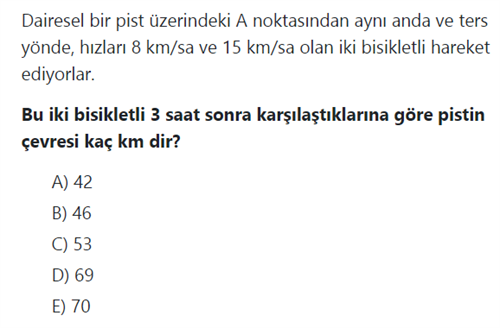 Dairesel bir pist üzerindeki A noktasından aynı anda ve ters
yönde, hızları 8 km/sa ve 15 km/sa olan iki bisikletli hareket
ediyorlar.
Bu iki bisikletli 3 saat sonra karşılaştıklarına göre pistin
çevresi kaç km dir?
A) 42
B) 46
C) 53
D) 69
E) 70